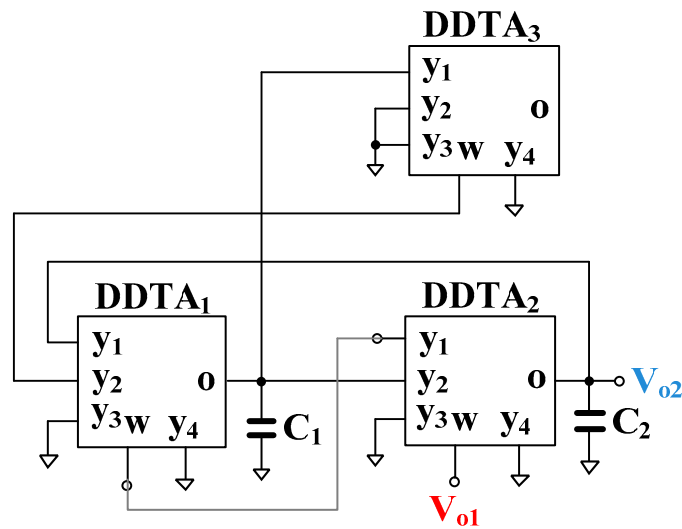 DDTA₃
y₁
y₂
y₃ w y₄
o
DDTA₁
y₁
y₂
y₃ w y₄
o
C₁
DDTA₂
y₁
y₂
y₃ w y₄
o
Vₒ₂
C₂
Vₒ₁